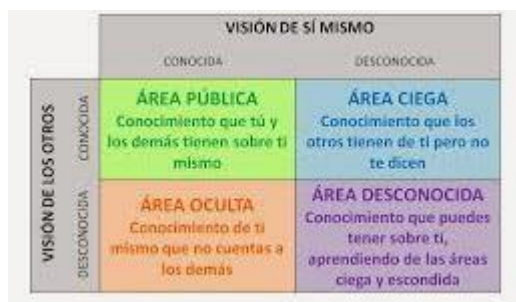 VISIÓN DE SÍ MISMO
CONOCIDA
DESCONOCIDA
VISIÓN DE LOS OTROS
CONOCIDA
ÁREA PÚBLICA
Conocimiento que tú y
los demás tienen sobre ti
mismo
ÁREA CIEGA
Conocimiento que los
otros tienen de ti pero no
te dicen
DESCONOCIDA
ÁREA OCULTA
Conocimiento de ti
mismo que no cuentas a
los demás
ÁREA DESCONOCIDA
Conocimiento que puedes
tener sobre ti,
aprendiendo de las áreas
ciega y escondida